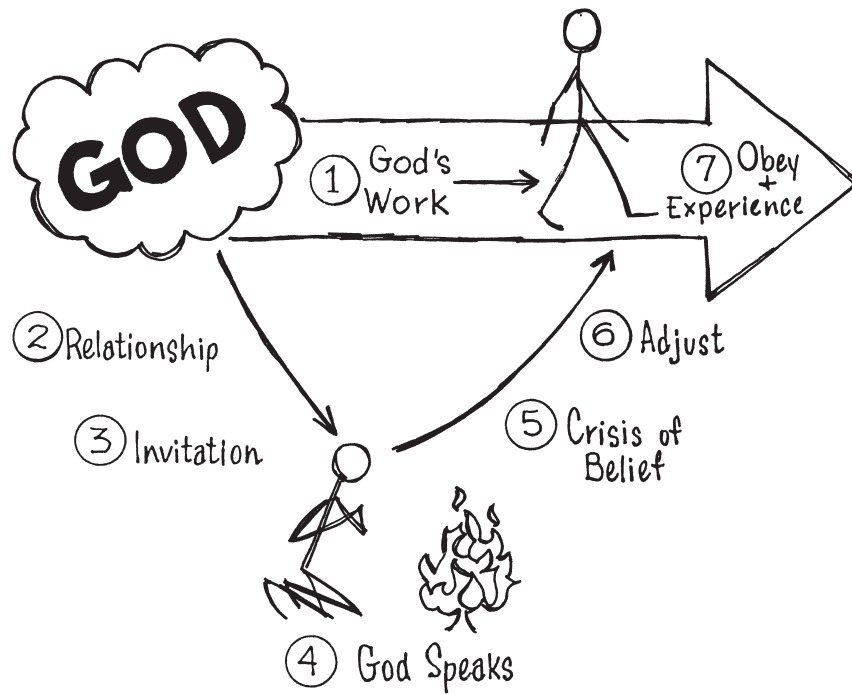 GOD
1 God's
Work
7 Obey
+
Experience
2 Relationship
3 Invitation
6 Adjust
5 Crisis of
Belief
4 God Speaks